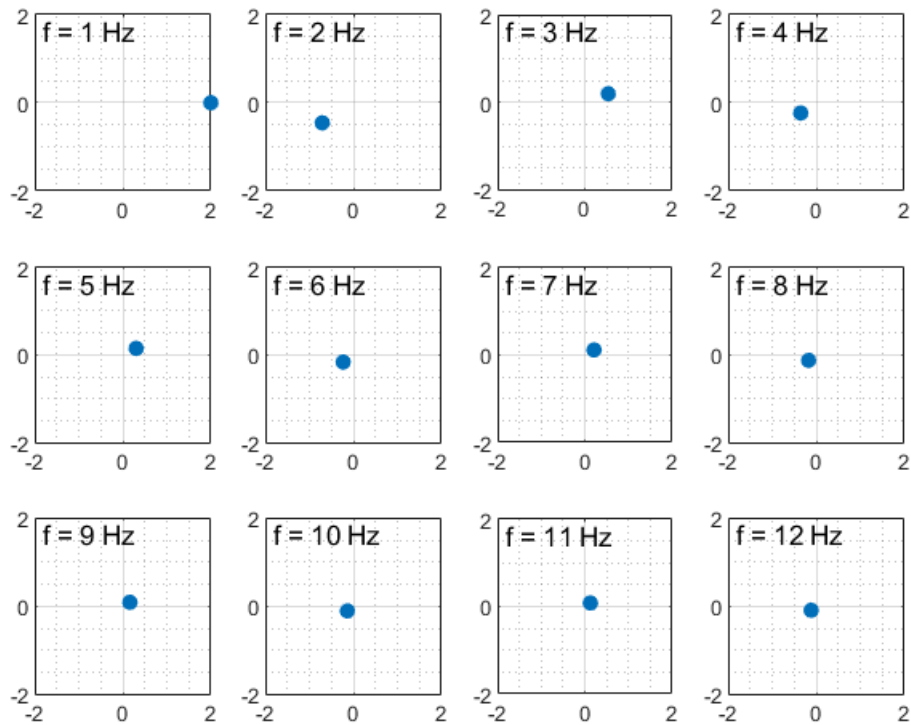 2 2 2 2
f = 1 Hz f = 2 Hz f = 3 Hz f = 4 Hz
0 0 0 0
-2 -2 -2 -2
-2 0 2 -2 0 2 -2 0 2 -2 0 2
2 2 2 2
f = 5 Hz f = 6 Hz f = 7 Hz f = 8 Hz
0 0 0 0
-2 -2 -2 -2
-2 0 2 -2 0 2 -2 0 2 -2 0 2
2 2 2 2
f = 9 Hz f = 10 Hz f = 11 Hz f = 12 Hz
0 0 0 0
-2 -2 -2 -2
-2 0 2 -2 0 2 -2 0 2 -2 0 2